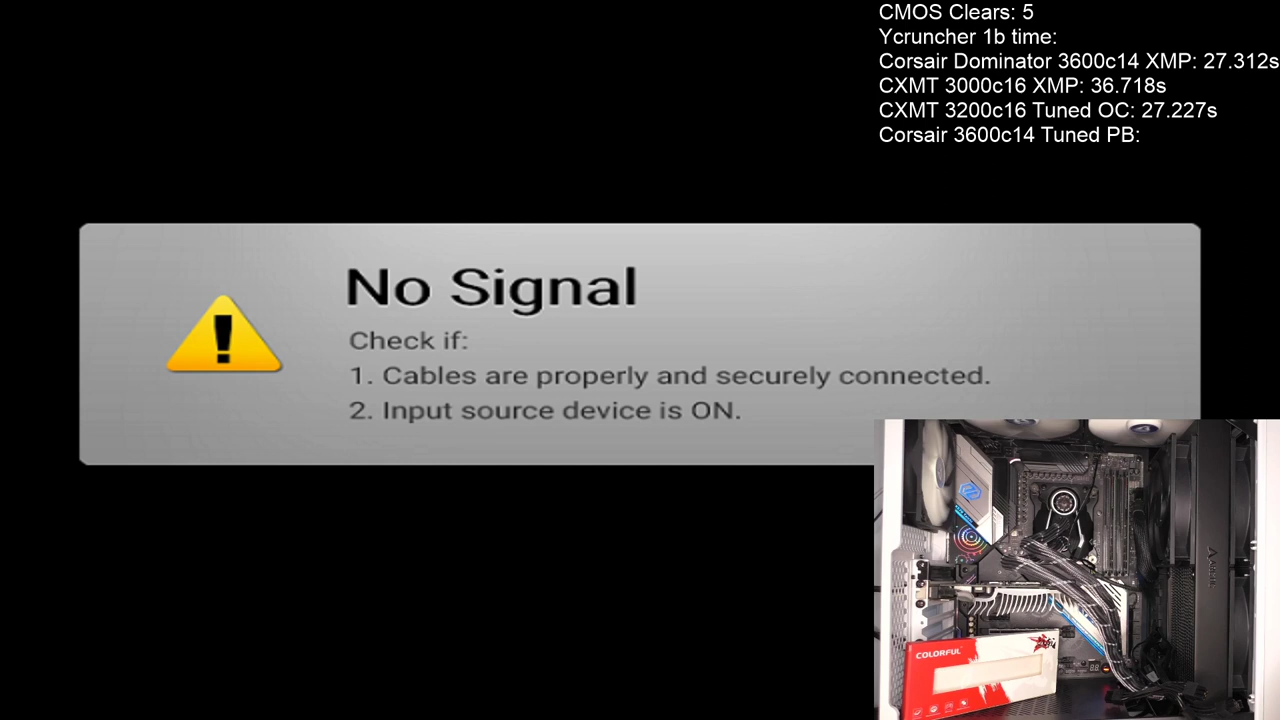 CMOS Clears: 5
Ycruncher 1b time:
Corsair Dominator 3600c14 XMP: 27.312s
CXMT 3000c16 XMP: 36.718s
CXMT 3200c16 Tuned OC: 27.227s
Corsair 3600c14 Tuned PB:
No Signal
Check if:
1. Cables are properly and securely connected.
2. Input source device is ON.
COLORFUL